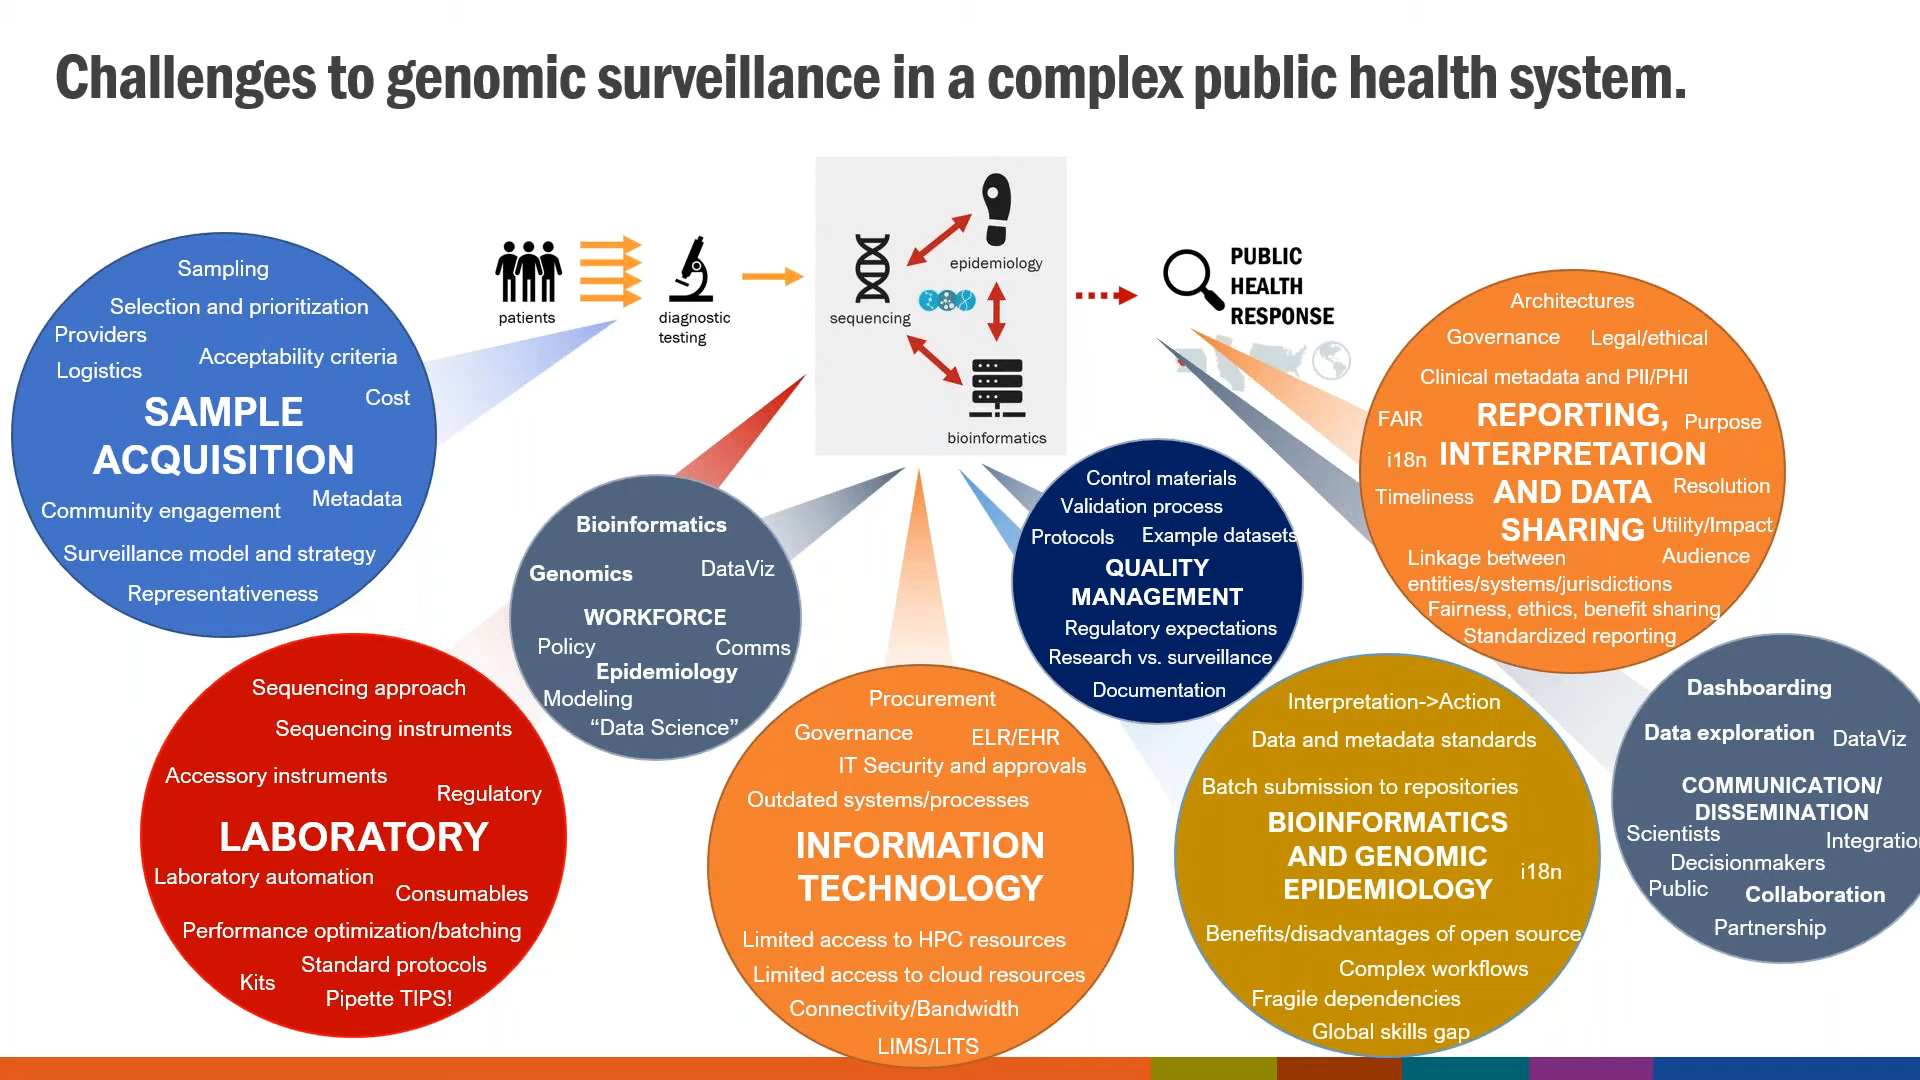 Challenges to genomic surveillance in a complex public health system.
patients
diagnostic
testing
sequencing
epidemiology
bioinformatics
PUBLIC
HEALTH
RESPONSE
Sampling
Selection and prioritization
Providers
Acceptability criteria
Logistics
Cost
SAMPLE
ACQUISITION
Metadata
Community engagement
Surveillance model and strategy
Representativeness
Sequencing approach
Sequencing instruments
Accessory instruments
Regulatory
LABORATORY
Laboratory automation
Consumables
Performance optimization/batching
Standard protocols
Kits
Pipette TIPS!
Bioinformatics
Genomics
DataViz
WORKFORCE
Policy
Comms
Epidemiology
Modeling
“Data Science”
Procurement
Governance
ELR/EHR
IT Security and approvals
Outdated systems/processes
INFORMATION
TECHNOLOGY
Limited access to HPC resources
Limited access to cloud resources
Connectivity/Bandwidth
LIMS/LITS
Control materials
Validation process
Protocols
Example datasets
QUALITY
MANAGEMENT
Regulatory expectations
Research vs. surveillance
Documentation
Interpretation->Action
Data and metadata standards
Batch submission to repositories
BIOINFORMATICS
AND GENOMIC
EPIDEMIOLOGY
i18n
Benefits/disadvantages of open source
Complex workflows
Fragile dependencies
Global skills gap
Architectures
Governance
Legal/ethical
Clinical metadata and PII/PHI
FAIR
REPORTING,
Purpose
i18n
INTERPRETATION
Timeliness
AND DATA
Resolution
SHARING
Utility/Impact
Linkage between
Audience
entities/systems/jurisdictions
Fairness, ethics, benefit sharing
Standardized reporting
Dashboarding
Data exploration
DataViz
COMMUNICATION/
DISSEMINATION
Scientists
Integratio
Decisionmakers
Public
Collaboration
Partnership